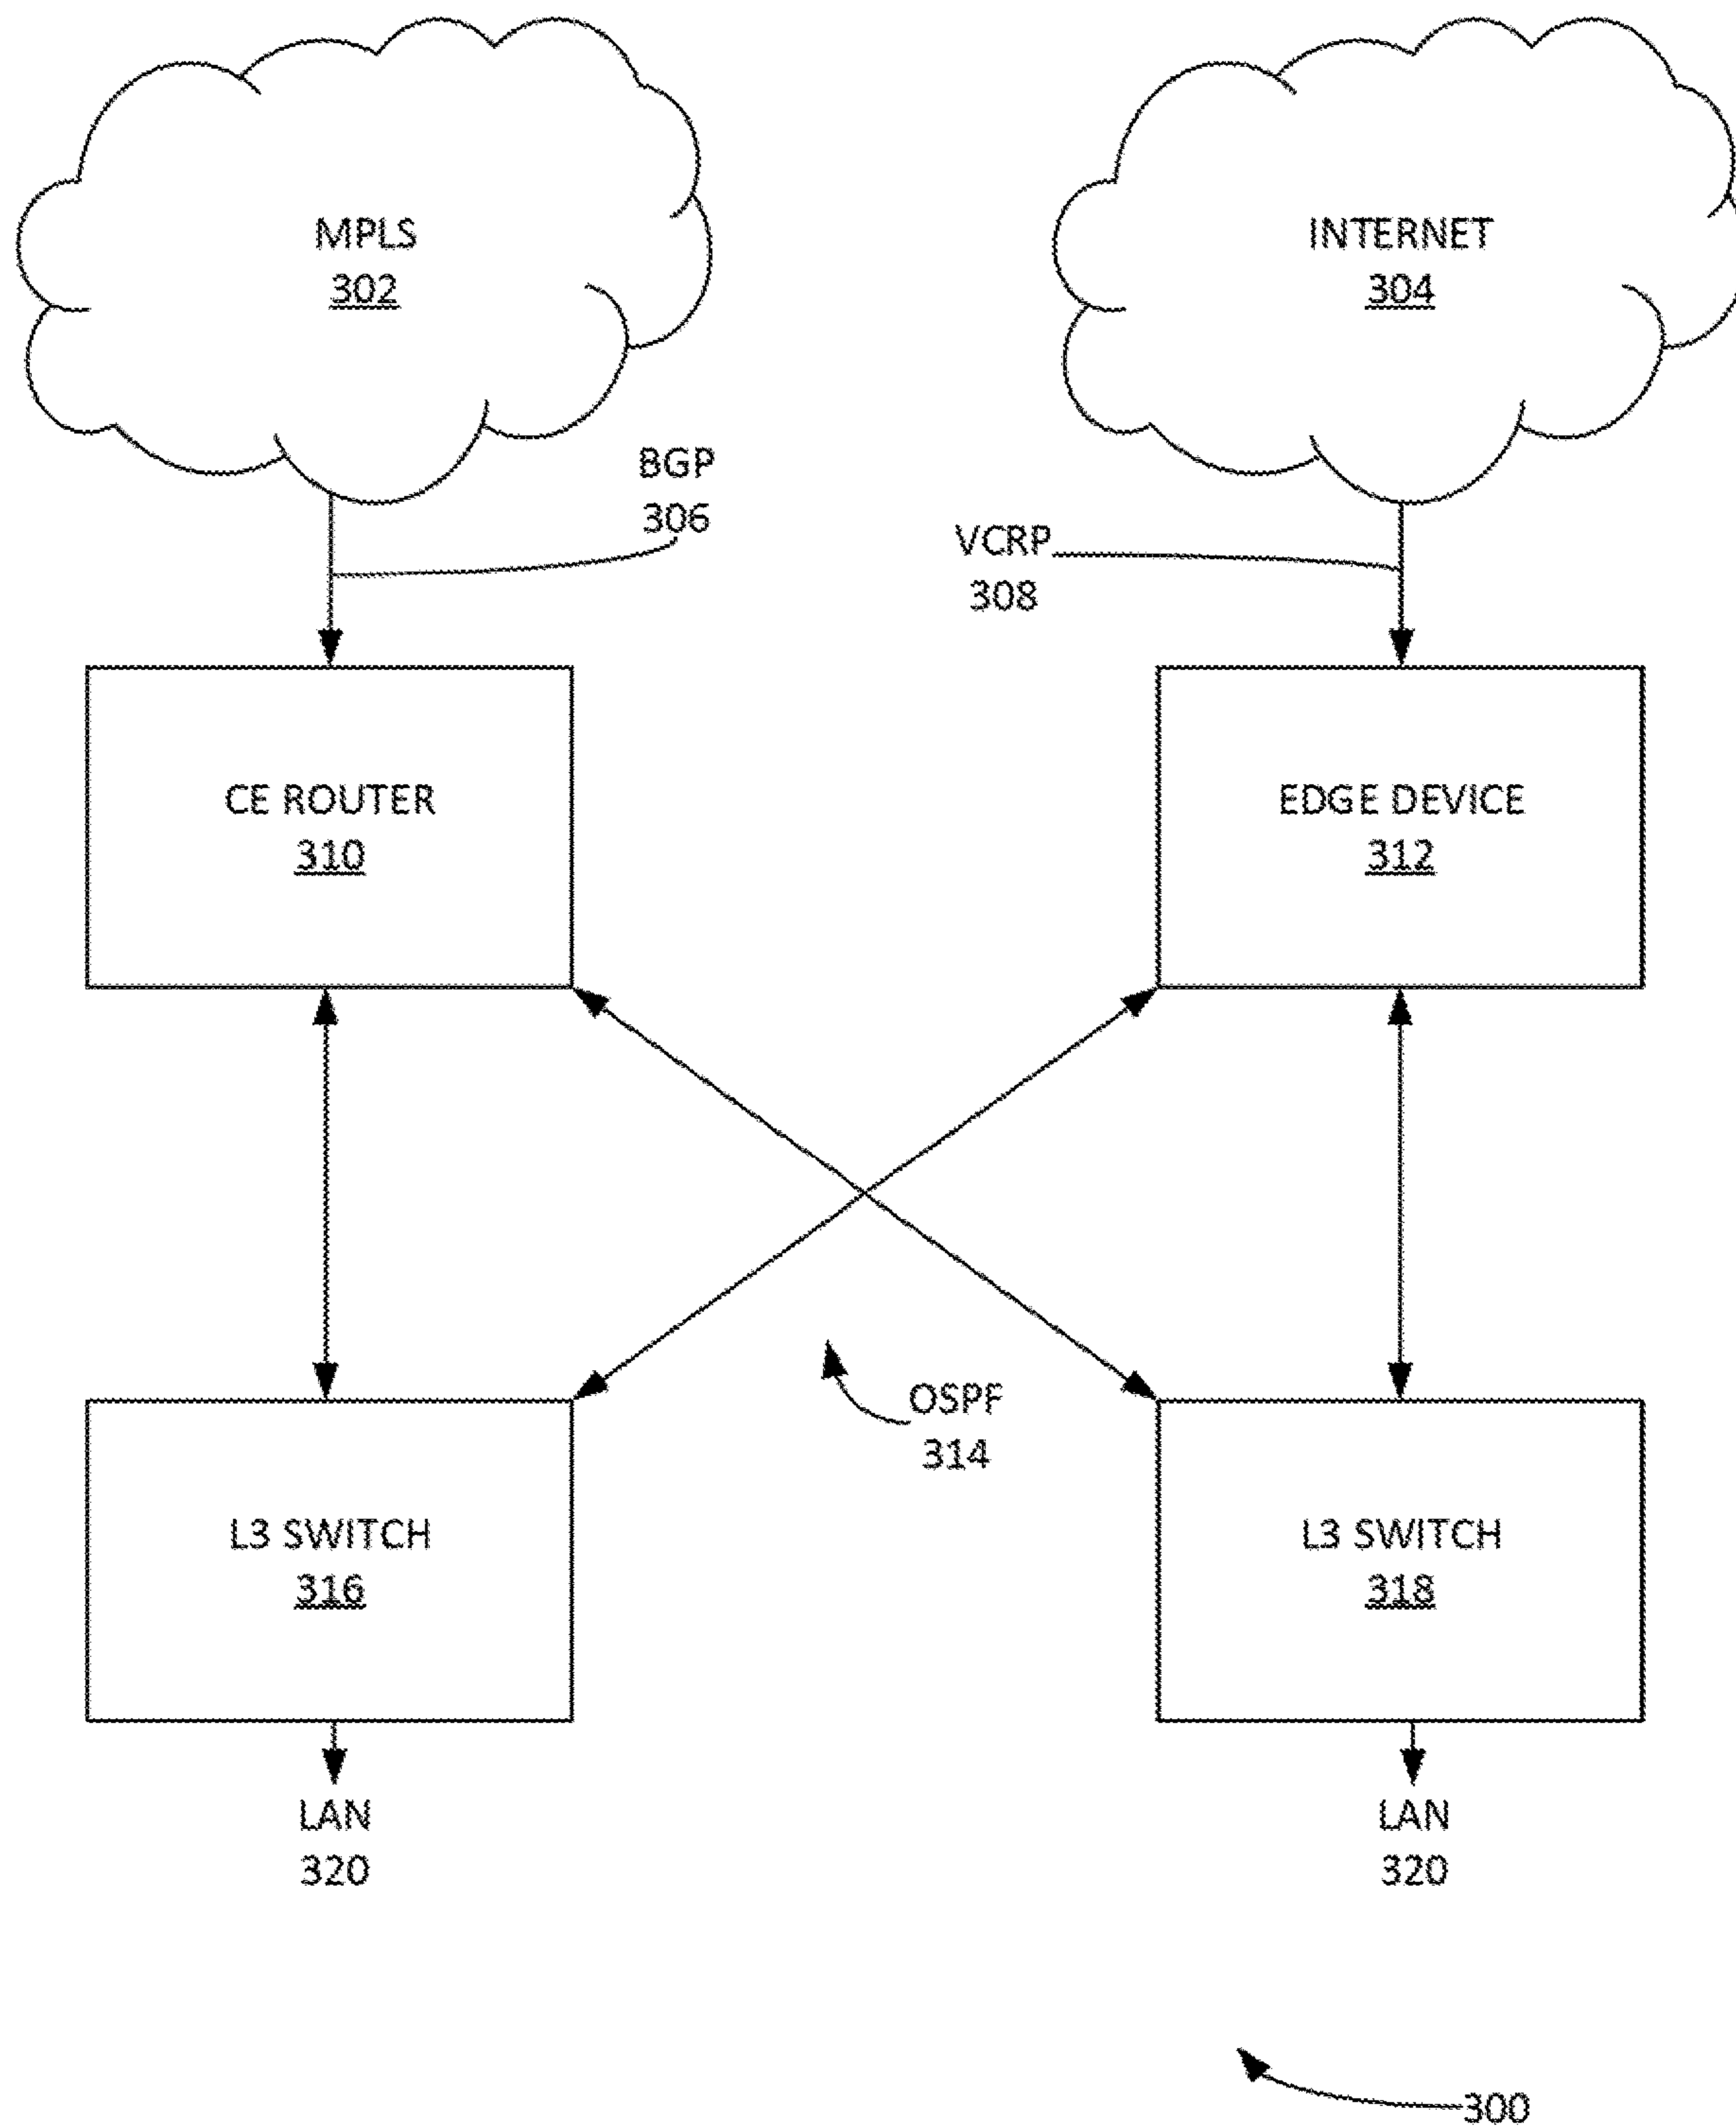 MPLS
302
INTERNET
304
BGP
306
VCRP
308
CE ROUTER
310
EDGE DEVICE
312
OSPF
314
L3 SWITCH
316
L3 SWITCH
318
LAN
320
LAN
320
300